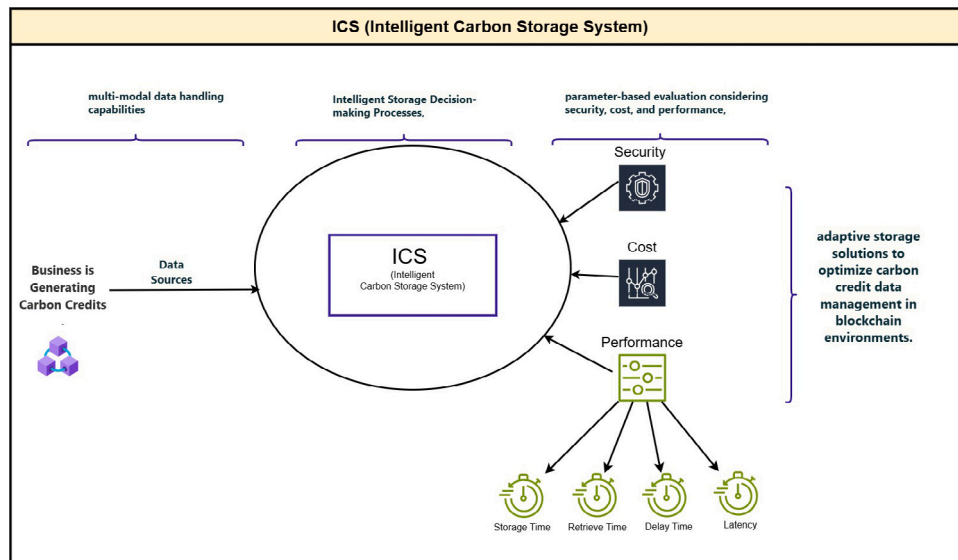 ICS (Intelligent Carbon Storage System)
multi-modal data handling
capabilities
Intelligent Storage Decision-
making Processes,
parameter-based evaluation considering
security, cost, and performance,
Security
Cost
Performance
ICS
(Intelligent
Carbon Storage System)
Business is
Generating
Carbon Credits
Data
Sources
adaptive storage
solutions to
optimize carbon
credit data
management in
blockchain
environments.
Storage Time
Retrieve Time
Delay Time
Latency